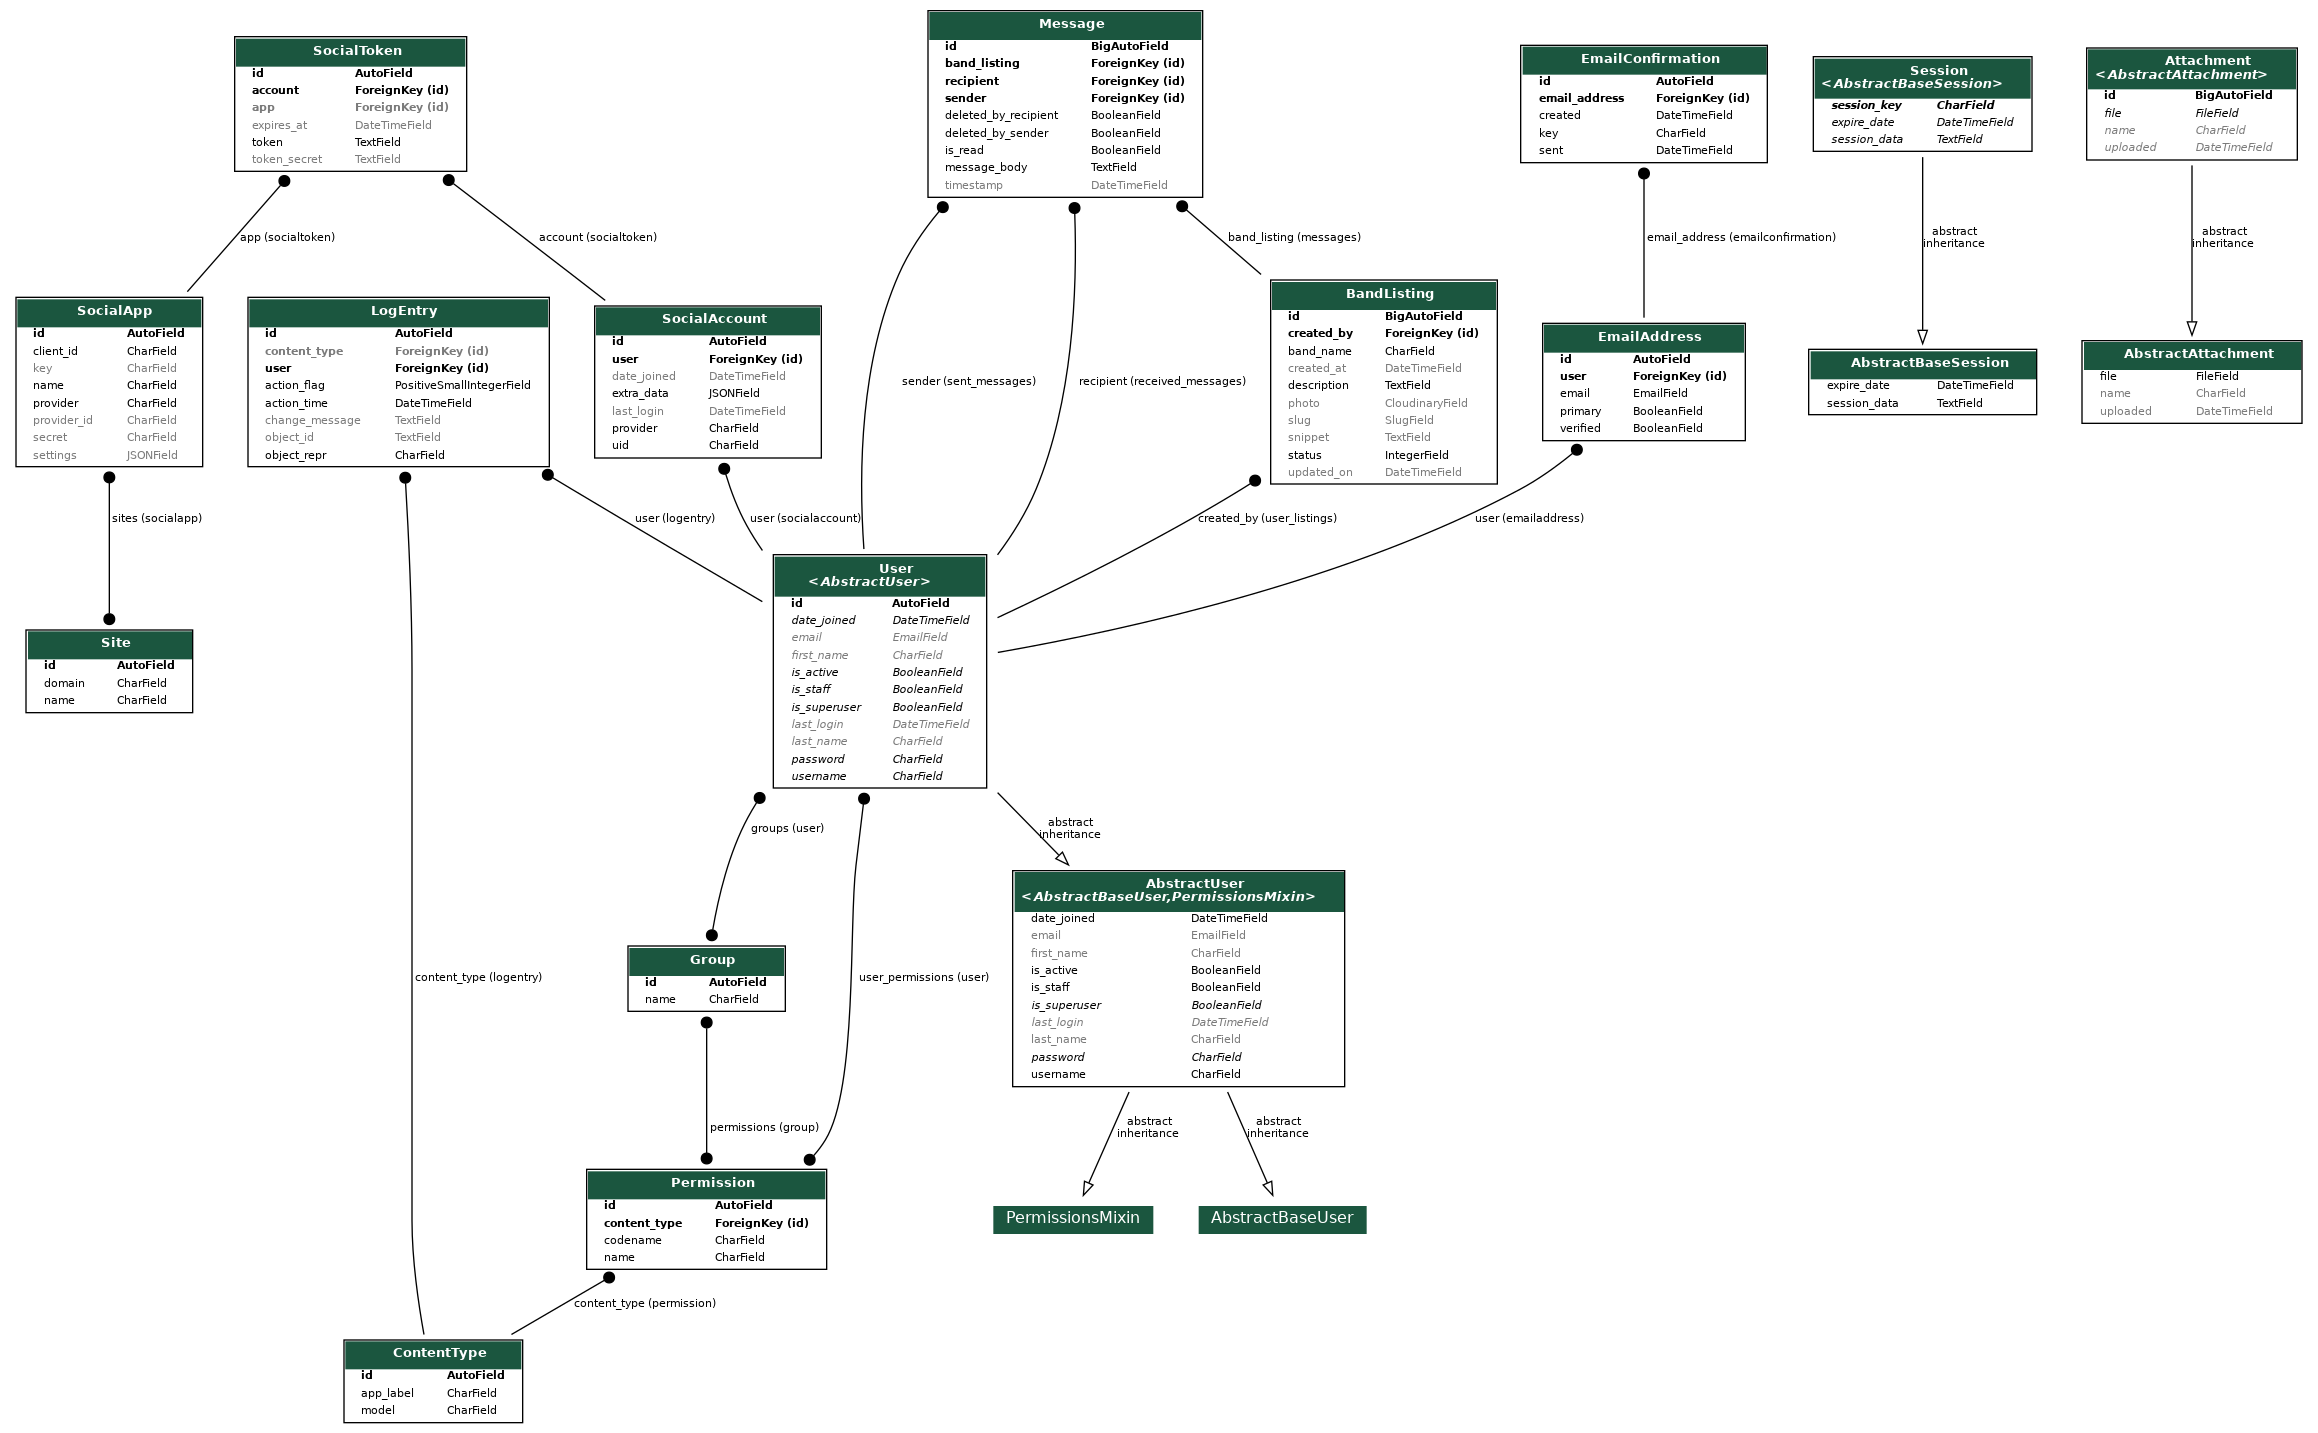 Message
id BigAutoField
band_listing ForeignKey (id)
recipient ForeignKey (id)
sender ForeignKey (id)
deleted_by_recipient BooleanField
deleted_by_sender BooleanField
is_read BooleanField
message_body TextField
timestamp DateTimeField
SocialToken
id AutoField
account ForeignKey (id)
app ForeignKey (id)
expires_at DateTimeField
token TextField
token_secret TextField
EmailConfirmation
id AutoField
email_address ForeignKey (id)
created DateTimeField
key CharField
sent DateTimeField
Session
<AbstractBaseSession>
session_key CharField
expire_date DateTimeField
session_data TextField
Attachment
<AbstractAttachment>
id BigAutoField
file FileField
name CharField
uploaded DateTimeField
app (socialtoken)
account (socialtoken)
band_listing (messages)
email_address (emailconfirmation)
abstract
inheritance
abstract
inheritance
SocialApp
id AutoField
client_id CharField
key CharField
name CharField
provider CharField
provider_id CharField
secret CharField
settings JSONField
LogEntry
id AutoField
content_type ForeignKey (id)
user ForeignKey (id)
action_flag PositiveSmallIntegerField
action_time DateTimeField
change_message TextField
object_id TextField
object_repr CharField
SocialAccount
id AutoField
user ForeignKey (id)
date_joined DateTimeField
extra_data JSONField
last_login DateTimeField
provider CharField
uid CharField
sender (sent_messages)
recipient (received_messages)
BandListing
id BigAutoField
created_by ForeignKey (id)
band_name CharField
created_at DateTimeField
description TextField
photo CloudinaryField
slug SlugField
snippet TextField
status IntegerField
updated_on DateTimeField
EmailAddress
id AutoField
user ForeignKey (id)
email EmailField
primary BooleanField
verified BooleanField
AbstractBaseSession
expire_date DateTimeField
session_data TextField
AbstractAttachment
file FileField
name CharField
uploaded DateTimeField
sites (socialapp)
user (logentry)
user (socialaccount)
created_by (user_listings)
user (emailaddress)
Site
id AutoField
domain CharField
name CharField
User
<AbstractUser>
id AutoField
date_joined DateTimeField
email EmailField
first_name CharField
is_active BooleanField
is_staff BooleanField
is_superuser BooleanField
last_login DateTimeField
last_name CharField
password CharField
username CharField
groups (user)
abstract
inheritance
content_type (logentry)
Group
id AutoField
name CharField
user_permissions (user)
AbstractUser
<AbstractBaseUser,PermissionsMixin>
date_joined DateTimeField
email EmailField
first_name CharField
is_active BooleanField
is_staff BooleanField
is_superuser BooleanField
last_login DateTimeField
last_name CharField
password CharField
username CharField
permissions (group)
abstract
inheritance
abstract
inheritance
Permission
id AutoField
content_type ForeignKey (id)
codename CharField
name CharField
PermissionsMixin
AbstractBaseUser
content_type (permission)
ContentType
id AutoField
app_label CharField
model CharField